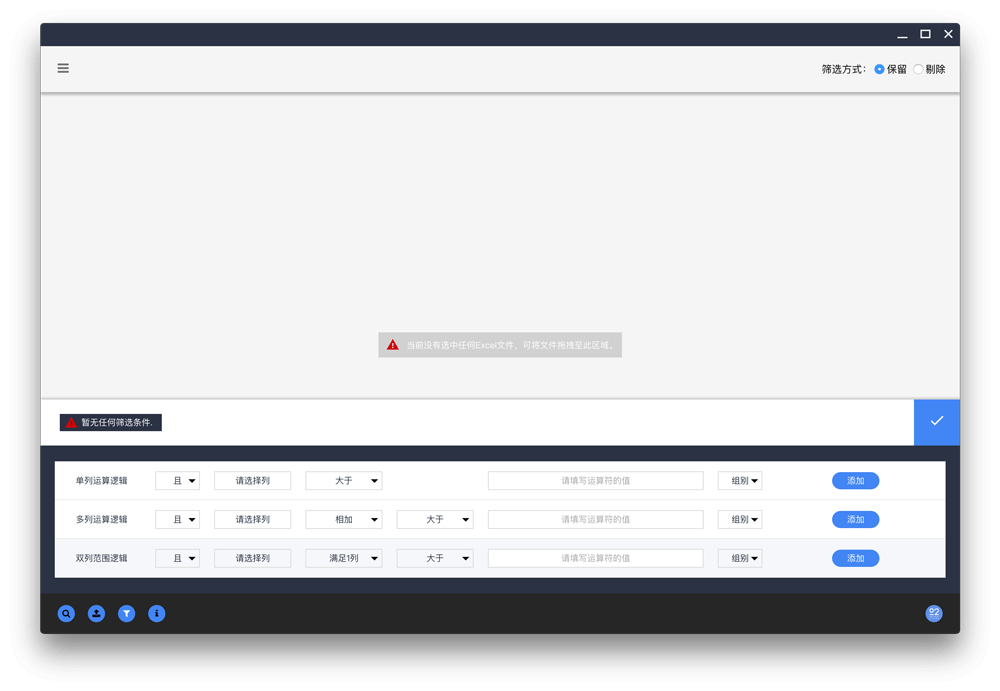 筛选方式： 保留 剔除
当前没有选中任何Excel文件，可将文件拖拽至此区域。
暂无任何筛选条件.
单列运算逻辑 且 请选择列 大于 请填写运算符的值 组别 添加
多列运算逻辑 且 请选择列 相加 大于 请填写运算符的值 组别 添加
双列范围逻辑 且 请选择列 满足1列 大于 请填写运算符的值 组别 添加